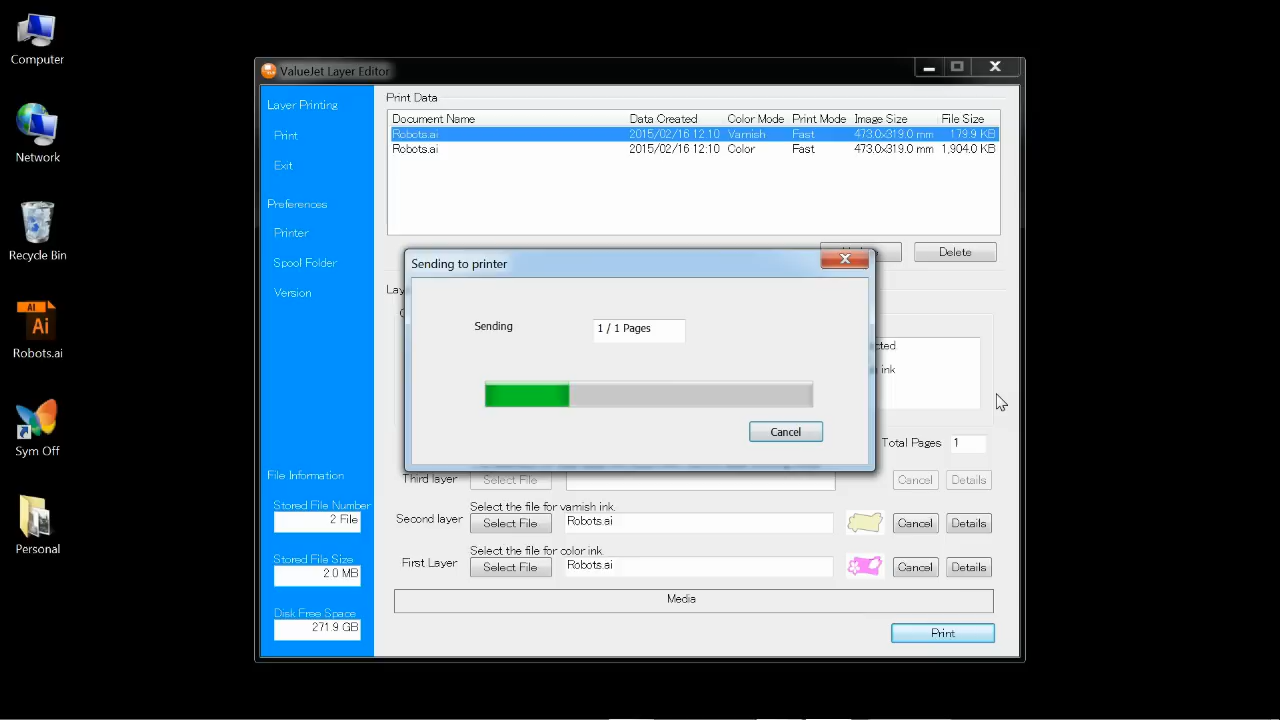 Computer
Network
Recycle Bin
AI
Ai
Robots.ai
Sym Off
Personal
ValueJet Layer Editor
Layer Printing
Print
Exit
Preferences
Printer
Spool Folder
Version
File Information
Stored File Number
2 File
Stored File Size
2.0 MB
Disk Free Space
271.9 GB
Print Data
Document Name Data Created Color Mode Print Mode Image Size File Size
Robots.ai 2015/02/16 12:10 Varnish Fast 473.0x319.0 mm 179.9 KB
Robots.ai 2015/02/16 12:10 Color Fast 473.0x319.0 mm 1,904.0 KB
Delete
Sending to printer
Sending 1 / 1 Pages
Cancel
ink
Total Pages 1
Third layer Select File Cancel Details
Select the file for varnish ink.
Second layer Select File Robots.ai Cancel Details
Select the file for color ink.
First Layer Select File Robots.ai Cancel Details
Media
Print